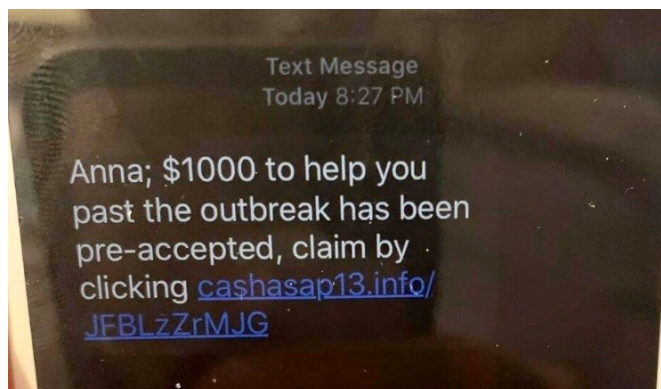 Text Message
Today 8:27 PM
Anna; $1000 to help you
past the outbreak has been
pre-accepted, claim by
clicking cashasap13.info/
JFBLzZrMJG